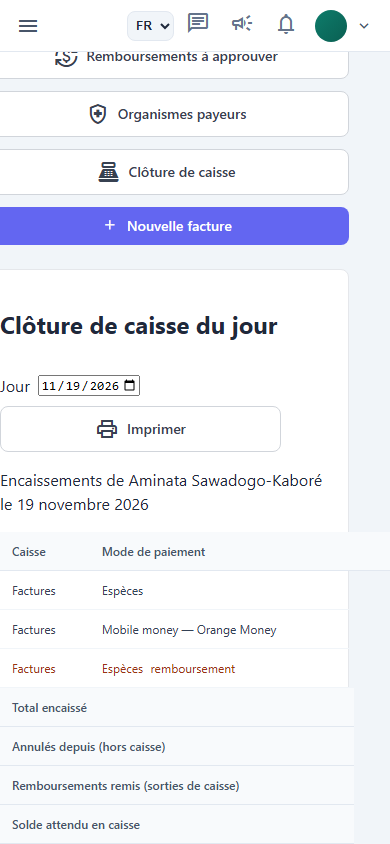 FR
Remboursements à approuver
Organismes payeurs
Clôture de caisse
+ Nouvelle facture
Clôture de caisse du jour
Jour 11/19/2026
Imprimer
Encaissements de Aminata Sawadogo-Kaboré
le 19 novembre 2026
Caisse Mode de paiement
Factures Espèces
Factures Mobile money — Orange Money
Factures Espèces remboursement
Total encaissé
Annulés depuis (hors caisse)
Remboursements remis (sorties de caisse)
Solde attendu en caisse